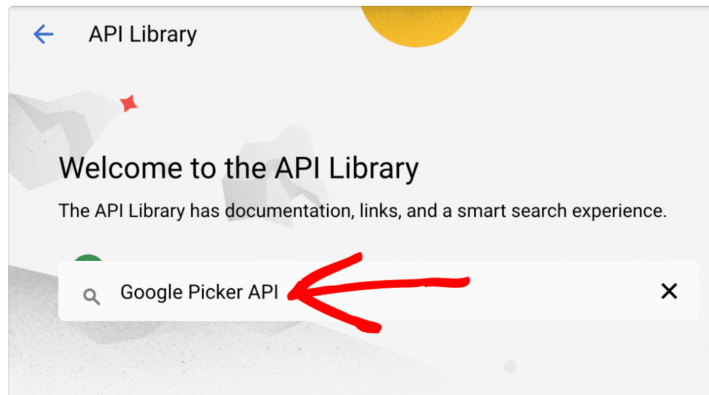 API Library
Welcome to the API Library
The API Library has documentation, links, and a smart search experience.
Google Picker API